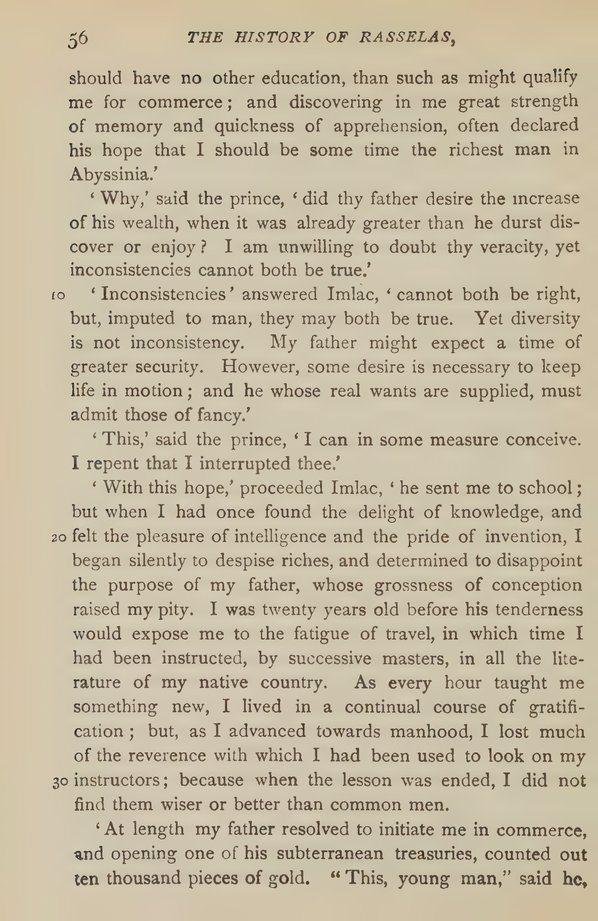 56 THE HISTORY OF RASSELAS,
should have no other education, than such as might qualify
me for commerce; and discovering in me great strength
of memory and quickness of apprehension, often declared
his hope that I should be some time the richest man in
Abyssinia.'
‘Why,’ said the prince, ‘did thy father desire the increase
of his wealth, when it was already greater than he durst dis-
cover or enjoy? I am unwilling to doubt thy veracity, yet
inconsistencies cannot both be true.’
10 ‘Inconsistencies’ answered Imlac, ‘cannot both be right,
but, imputed to man, they may both be true. Yet diversity
is not inconsistency. My father might expect a time of
greater security. However, some desire is necessary to keep
life in motion; and he whose real wants are supplied, must
admit those of fancy.’
‘This,’ said the prince, ‘I can in some measure conceive.
I repent that I interrupted thee.’
‘With this hope,’ proceeded Imlac, ‘he sent me to school;
but when I had once found the delight of knowledge, and
20 felt the pleasure of intelligence and the pride of invention, I
began silently to despise riches, and determined to disappoint
the purpose of my father, whose grossness of conception
raised my pity. I was twenty years old before his tenderness
would expose me to the fatigue of travel, in which time I
had been instructed, by successive masters, in all the lite-
rature of my native country. As every hour taught me
something new, I lived in a continual course of gratifi-
cation; but, as I advanced towards manhood, I lost much
of the reverence with which I had been used to look on my
30 instructors; because when the lesson was ended, I did not
find them wiser or better than common men.
‘At length my father resolved to initiate me in commerce,
and opening one of his subterranean treasuries, counted out
ten thousand pieces of gold. “This, young man,” said he,